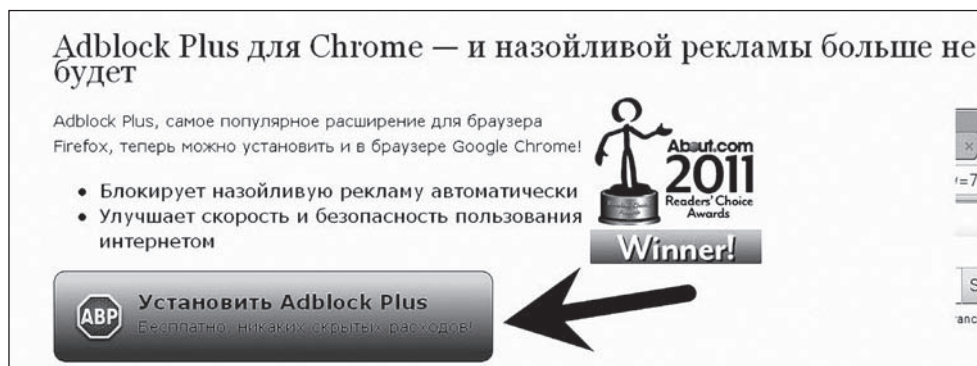 Adblock Plus для Chrome — и назойливой рекламы больше не
будет
Adblock Plus, самое популярное расширение для браузера
Firefox, теперь можно установить и в браузере Google Chrome!
• Блокирует назойливую рекламу автоматически
• Улучшает скорость и безопасность пользования
интернетом
About.com
2011
Readers' Choice
Awards
Winner!
ABP
Установить Adblock Plus
Бесплатно, никаких скрытых расходов!
=7
S